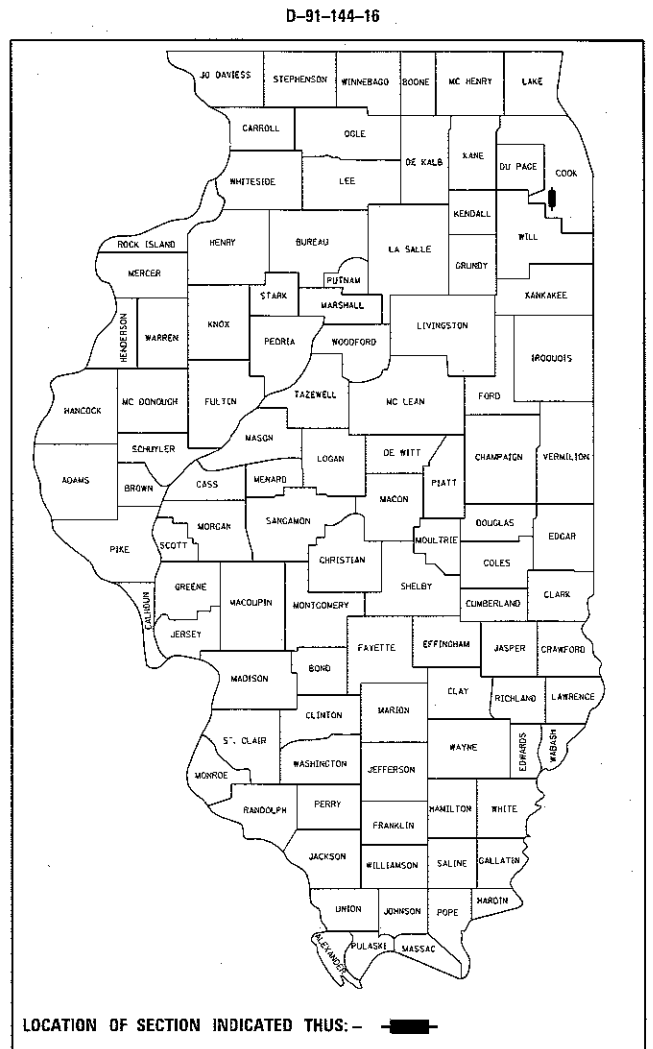 D-91-144-16
JO DAVIESS STEPHENSON WINNEBAGO BOONE MC HENRY LAKE
CARROLL OGLE DE KALB KANE DU PAGE COOK
WHITESIDE LEE
KENDALL WILL
ROCK ISLAND HENRY BUREAU LA SALLE GRUNDY
MERCER PUTNAM
STARK MARSHALL KANKAKEE
HENDERSON WARREN KNOX PEORIA WOODFORD LIVINGSTON IROQUOIS
HANCOCK MC DONOUGH FULTON TAZEWELL MC LEAN FORD
MASON
SCHUYLER LOGAN DE WITT CHAMPAIGN VERMILION
ADAMS BROWN CASS MENARD MACON PIATT
PIKE SCOTT MORGAN SANGAMON MOULTRIE DOUGLAS EDGAR
CHRISTIAN COLES
CALHOUN GREENE MACOUPIN MONTGOMERY SHELBY CUMBERLAND CLARK
JERSEY FAYETTE EFFINGHAM JASPER CRAWFORD
MADISON BOND
CLAY RICHLAND LAWRENCE
CLINTON MARION
ST. CLAIR WAYNE EDWARDS WABASH
MONROE WASHINGTON JEFFERSON
RANDOLPH PERRY HAMILTON WHITE
FRANKLIN
JACKSON WILLIAMSON SALINE GALLATIN
UNION JOHNSON POPE HARDIN
ALEXANDER PULASKI MASSAC
LOCATION OF SECTION INDICATED THUS: -